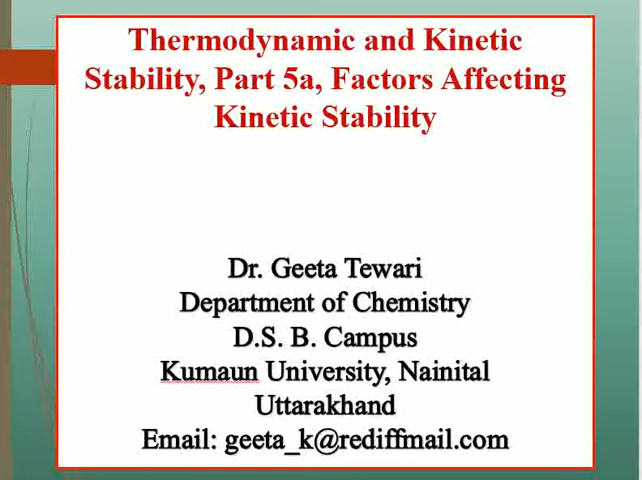 Thermodynamic and Kinetic
Stability, Part 5a, Factors Affecting
Kinetic Stability
Dr. Geeta Tewari
Department of Chemistry
D.S. B. Campus
Kumaun University, Nainital
Uttarakhand
Email: geeta_k@rediffmail.com